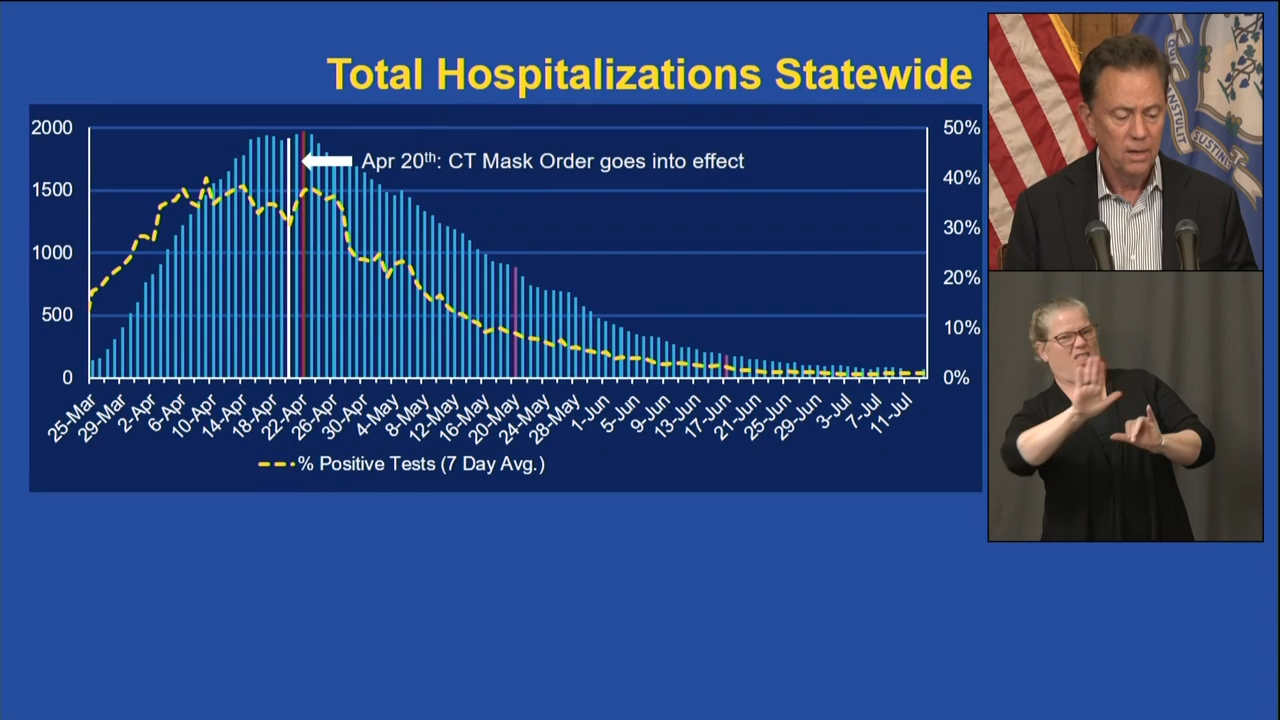 Total Hospitalizations Statewide
2000
1500
1000
500
0
50%
40%
30%
20%
10%
0%
Apr 20th: CT Mask Order goes into effect
25-Mar
29-Mar
2-Apr
6-Apr
10-Apr
14-Apr
18-Apr
22-Apr
26-Apr
30-Apr
4-May
8-May
12-May
16-May
20-May
24-May
28-May
1-Jun
5-Jun
9-Jun
13-Jun
17-Jun
21-Jun
25-Jun
29-Jun
3-Jul
7-Jul
11-Jul
% Positive Tests (7 Day Avg.)
QUI TRANSTULIT
SUSTINET